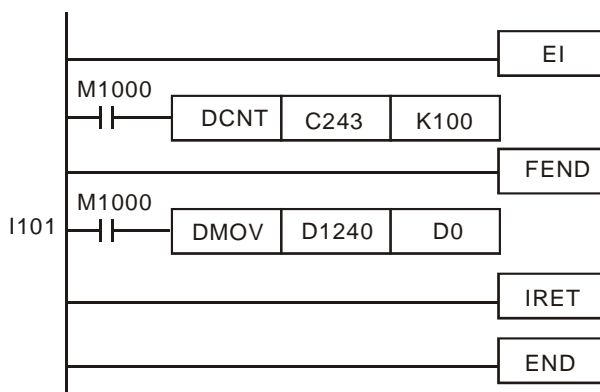 EI
M1000
DCNT C243 K100
FEND
M1000
I101 DMOV D1240 D0
IRET
END